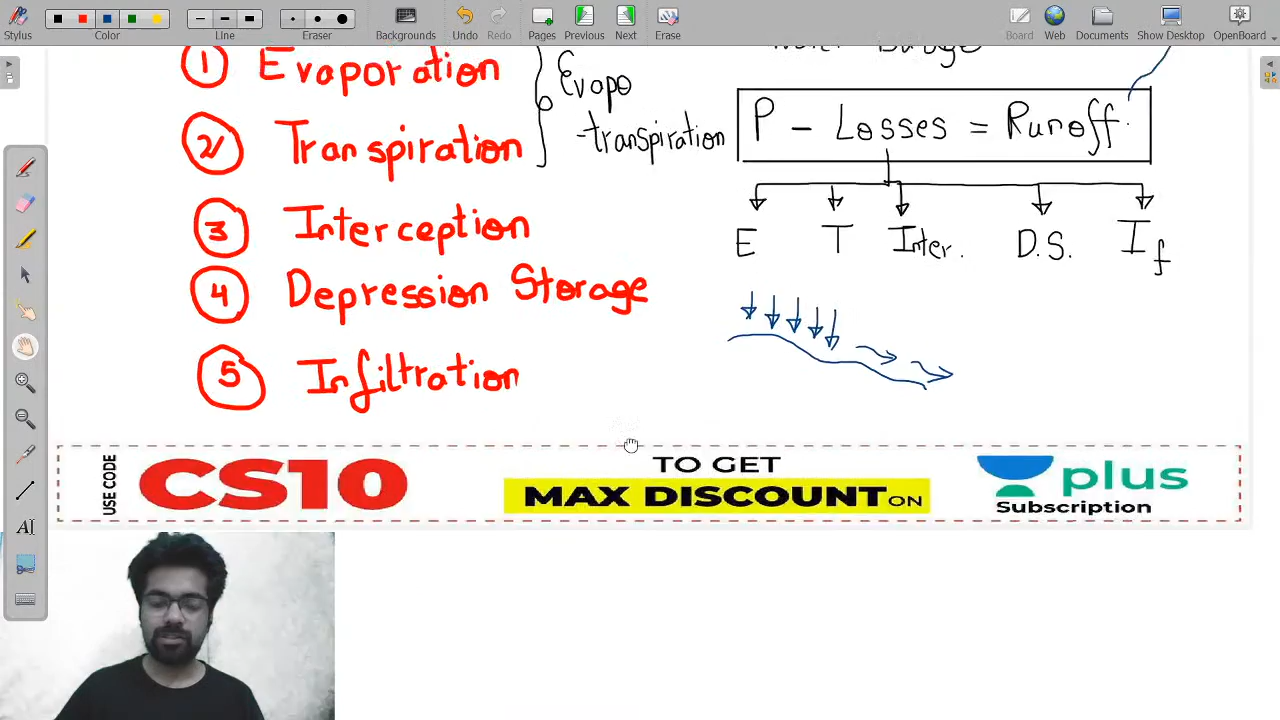 Stylus
Color
Line
Eraser
Backgrounds
Undo
Redo
Pages
Previous
Next
Erase
Board
Web
Documents
Show Desktop
OpenBoard
1 Evaporation
2 Transpiration
Evapo
-transpiration
3 Interception
4 Depression Storage
5 Infiltration
P - Losses = Runoff
E T Inter. D.S. If
USE CODE
CS10
TO GET
MAX DISCOUNT ON
plus
Subscription
AI